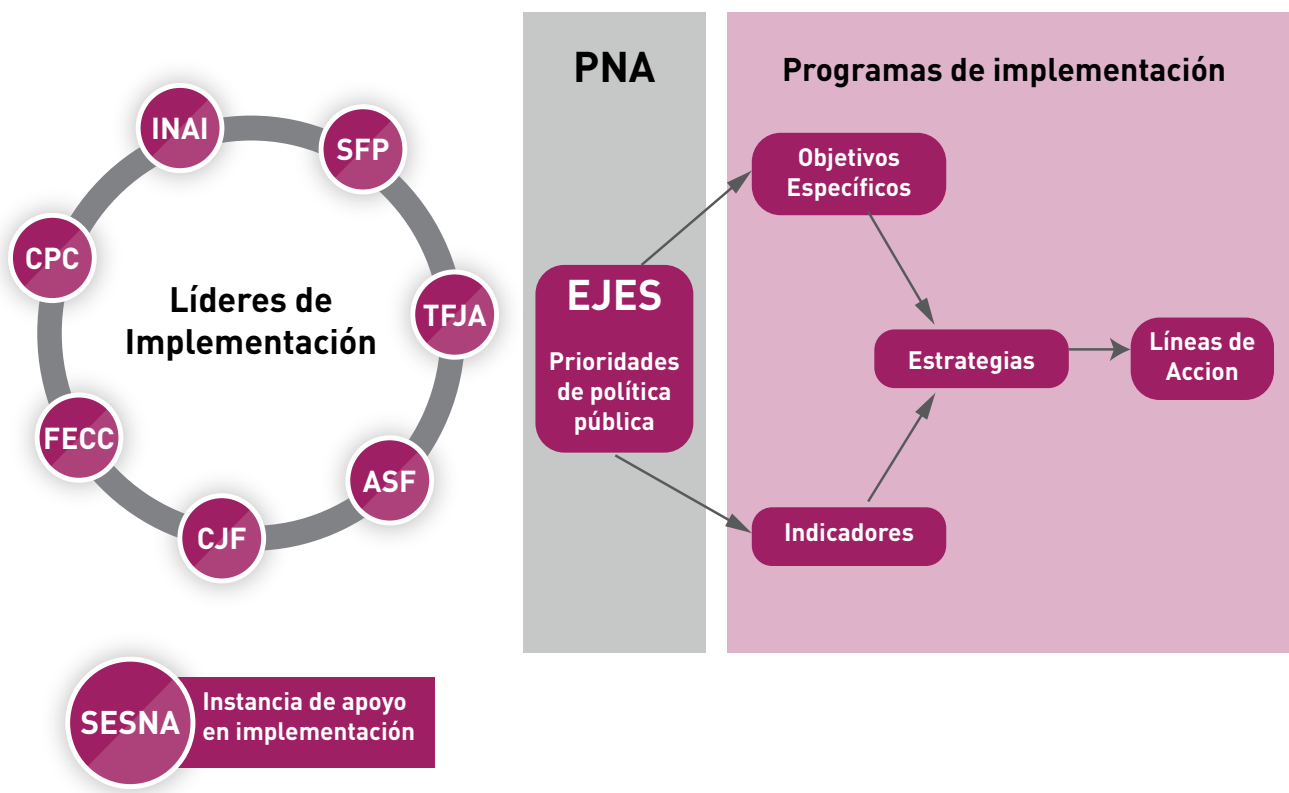 INAI
SFP
CPC
TFJA
Líderes de
Implementación
FECC
ASF
CJF
SESNA
Instancia de apoyo
en implementación
PNA
EJES
Prioridades
de política
pública
Programas de implementación
Objetivos
Específicos
Estrategias
Líneas de
Accion
Indicadores